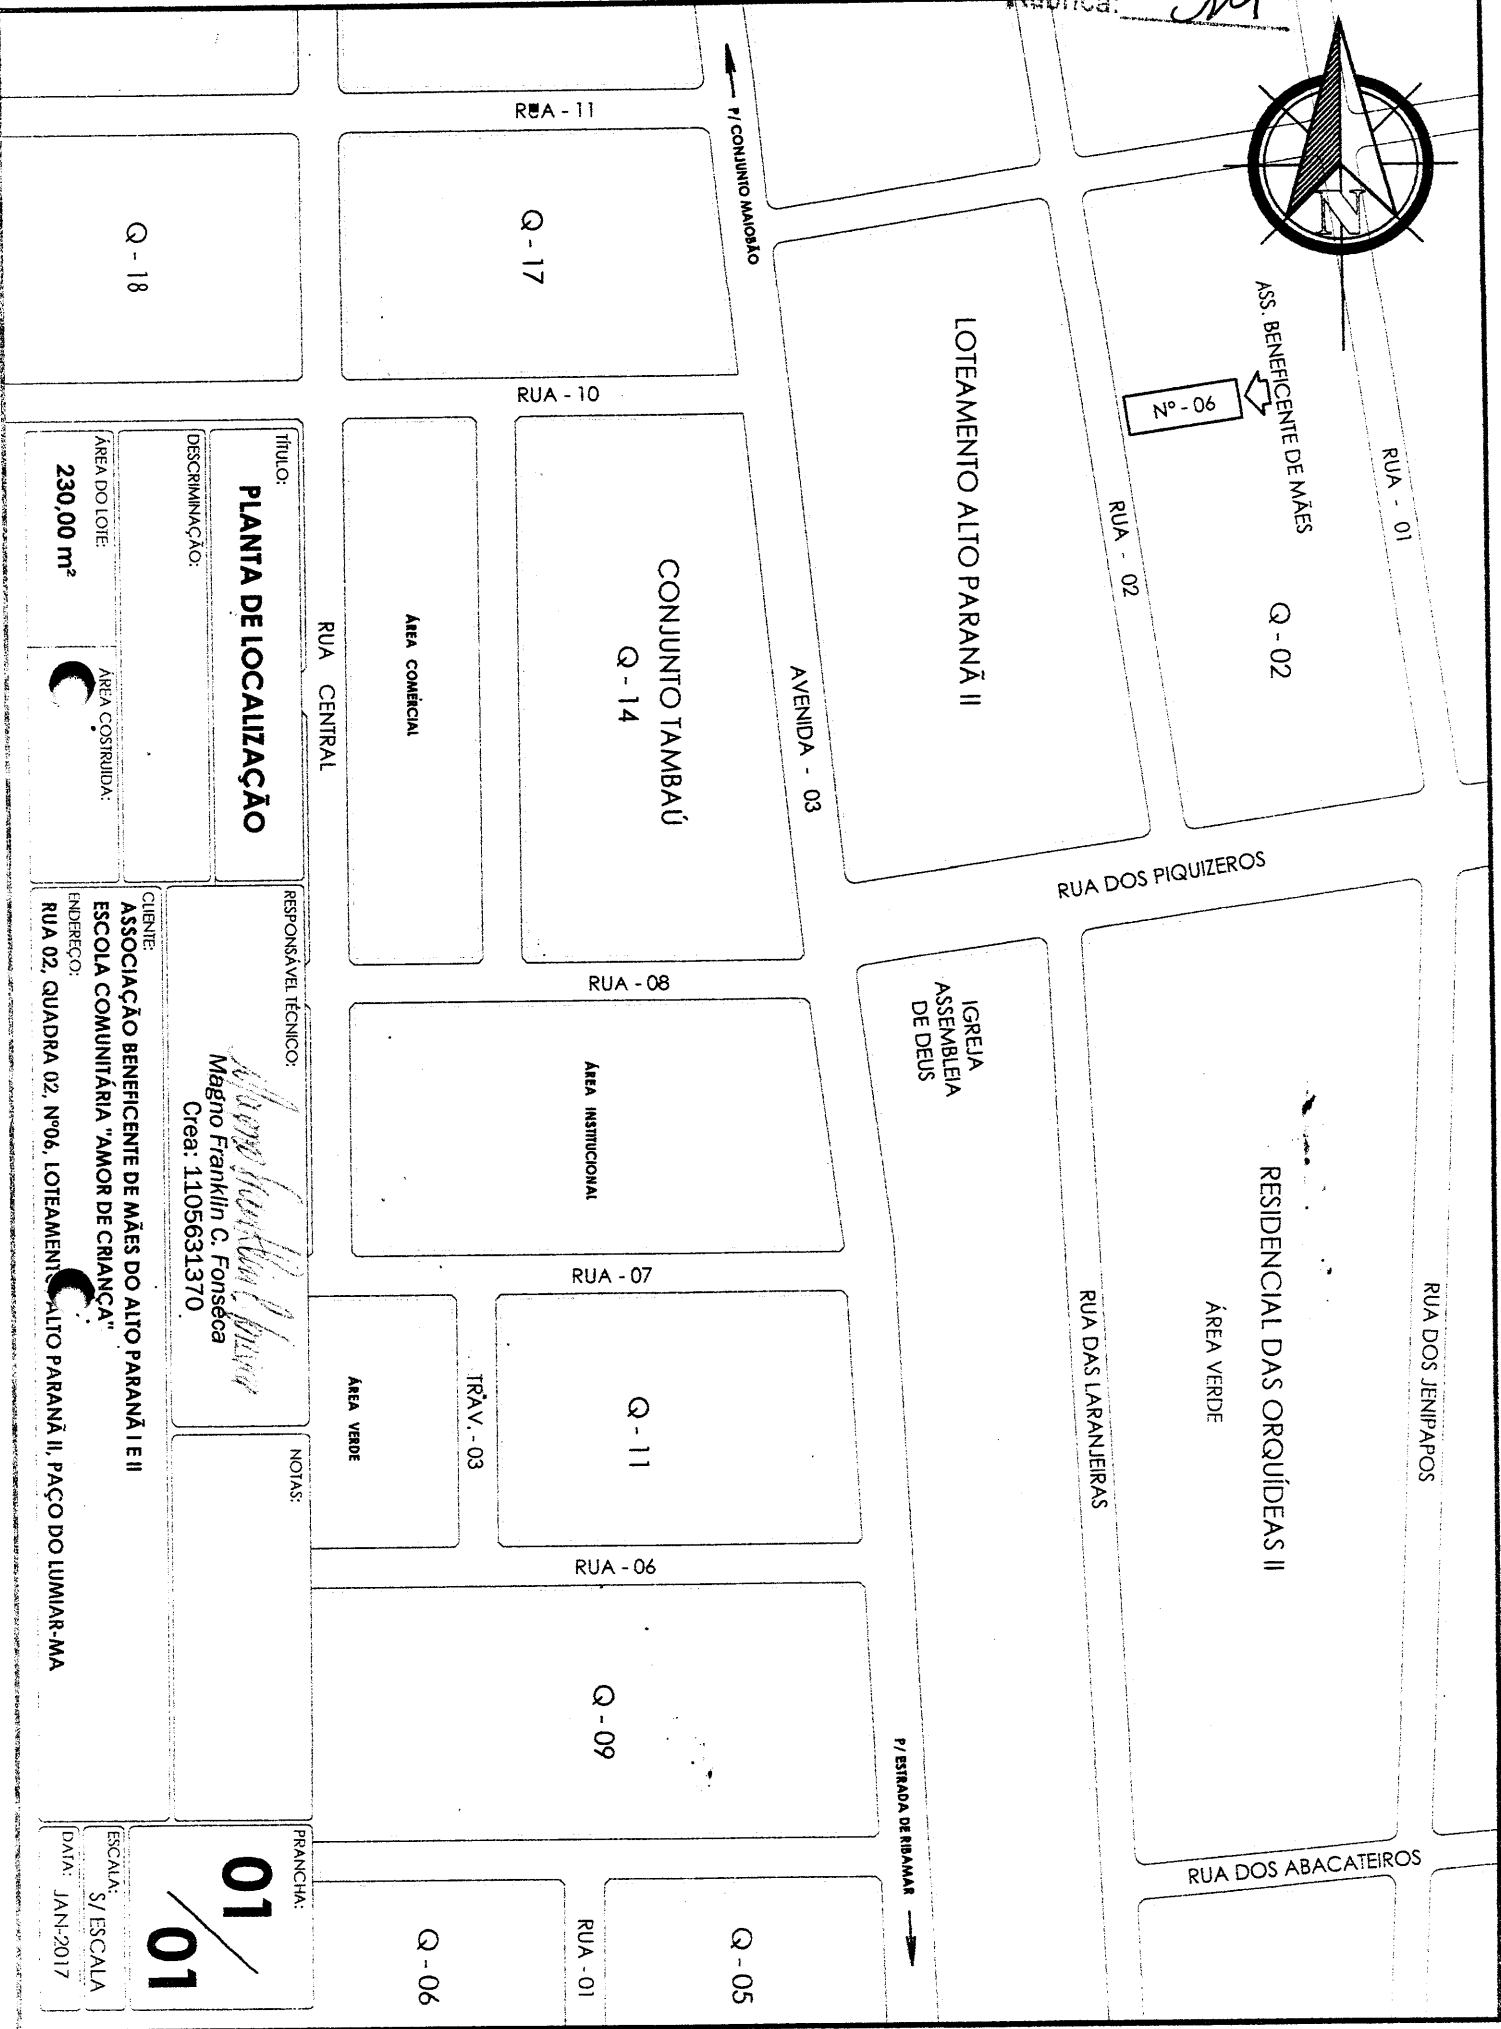 Rubrica:
N
RUA - 01
ASS. BENEFICENTE DE MÃES
Nº - 06
Q - 02
RUA - 02
LOTEAMENTO ALTO PARANÃ II
P/ CONJUNTO MAIOBÃO
AVENIDA - 03
RUA DOS PIQUIZEROS
RUA DOS JENIPAPOS
RESIDENCIAL DAS ORQUÍDEAS II
ÁREA VERDE
RUA DAS LARANJEIRAS
RUA DOS ABACATEIROS
IGREJA
ASSEMBLEIA
DE DEUS
P/ ESTRADA DE RIBAMAR
RUA - 11
Q - 17
Q - 18
RUA - 10
CONJUNTO TAMBAÚ
Q - 14
ÁREA COMERCIAL
RUA CENTRAL
RUA - 08
ÁREA INSTITUCIONAL
RUA - 07
Q - 11
TRAV. - 03
ÁREA VERDE
RUA - 06
Q - 09
Q - 05
RUA - 01
Q - 06
TÍTULO:
PLANTA DE LOCALIZAÇÃO
DESCRIMINAÇÃO:
ÁREA DO LOTE:
230,00 m²
ÁREA COSTRUIDA:
RESPONSÁVEL TÉCNICO:
Magno Franklin C. Fonseca
Crea: 1105631370
NOTAS:
CLIENTE:
ASSOCIAÇÃO BENEFICENTE DE MÃES DO ALTO PARANÃ I E II
ESCOLA COMUNITÁRIA "AMOR DE CRIANÇA"
ENDEREÇO:
RUA 02, QUADRA 02, Nº06, LOTEAMENTO ALTO PARANÃ II, PAÇO DO LUMIAR-MA
PRANCHA:
01
/
01
ESCALA:
S/ ESCALA
DATA:
JAN-2017